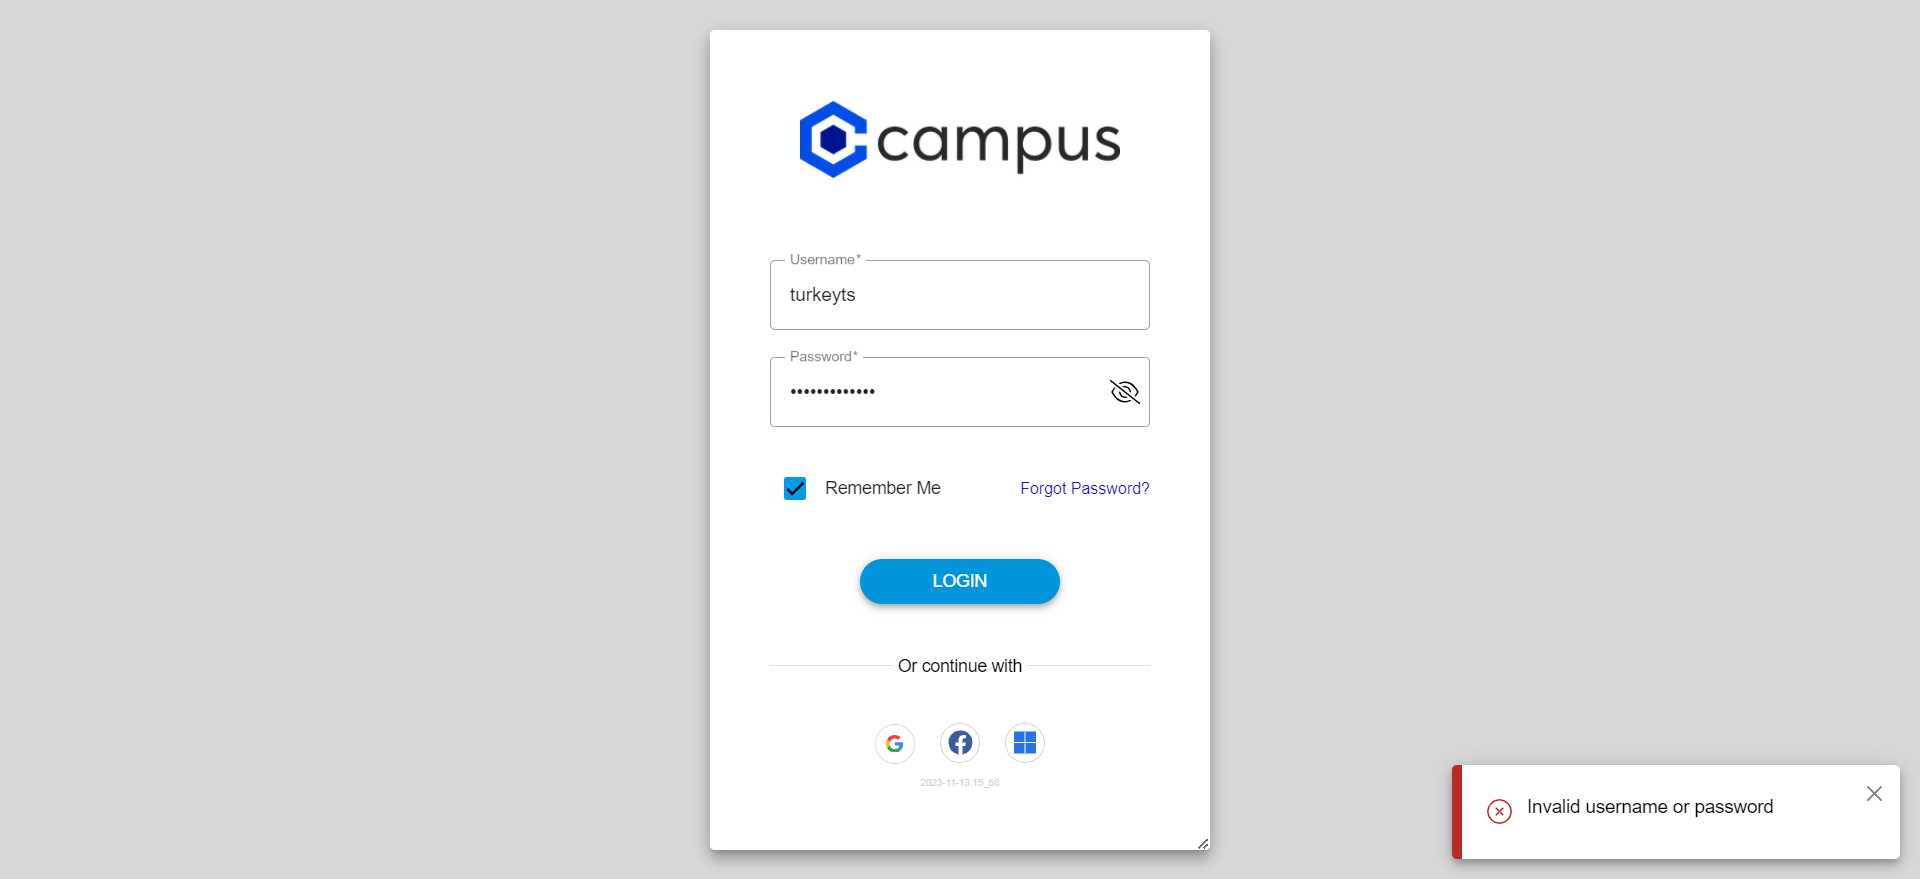 campus
Username*
turkeyts
Password*
•••••••••••••
Remember Me
Forgot Password?
LOGIN
Or continue with
2023-11-13.15_58
Invalid username or password